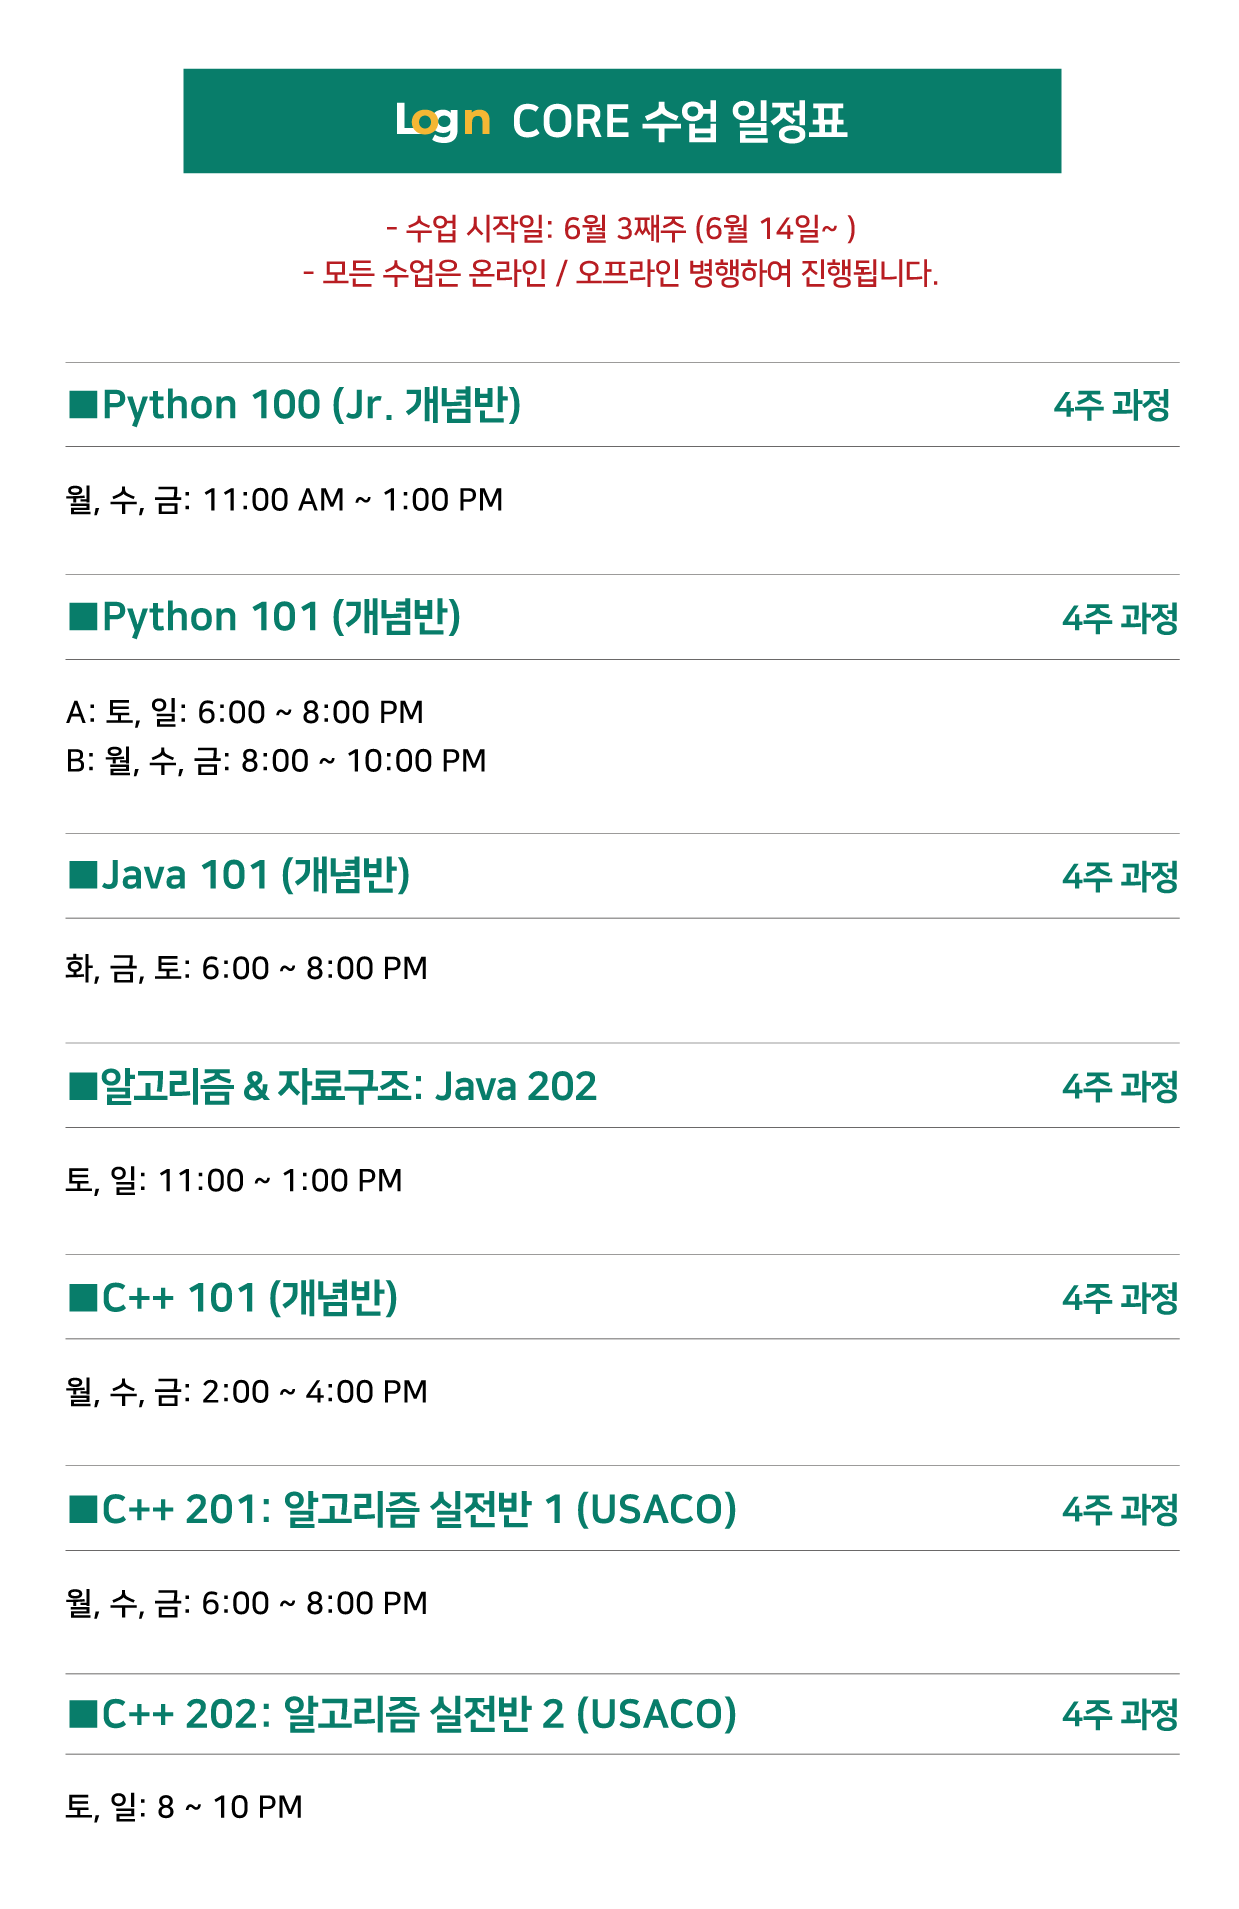 Logn CORE 수업 일정표
- 수업 시작일: 6월 3째주 (6월 14일~ )
- 모든 수업은 온라인 / 오프라인 병행하여 진행됩니다.
■Python 100 (Jr. 개념반) 4주 과정
월, 수, 금: 11:00 AM ~ 1:00 PM
■Python 101 (개념반) 4주 과정
A: 토, 일: 6:00 ~ 8:00 PM
B: 월, 수, 금: 8:00 ~ 10:00 PM
■Java 101 (개념반) 4주 과정
화, 금, 토: 6:00 ~ 8:00 PM
■알고리즘 & 자료구조: Java 202 4주 과정
토, 일: 11:00 ~ 1:00 PM
■C++ 101 (개념반) 4주 과정
월, 수, 금: 2:00 ~ 4:00 PM
■C++ 201: 알고리즘 실전반 1 (USACO) 4주 과정
월, 수, 금: 6:00 ~ 8:00 PM
■C++ 202: 알고리즘 실전반 2 (USACO) 4주 과정
토, 일: 8 ~ 10 PM